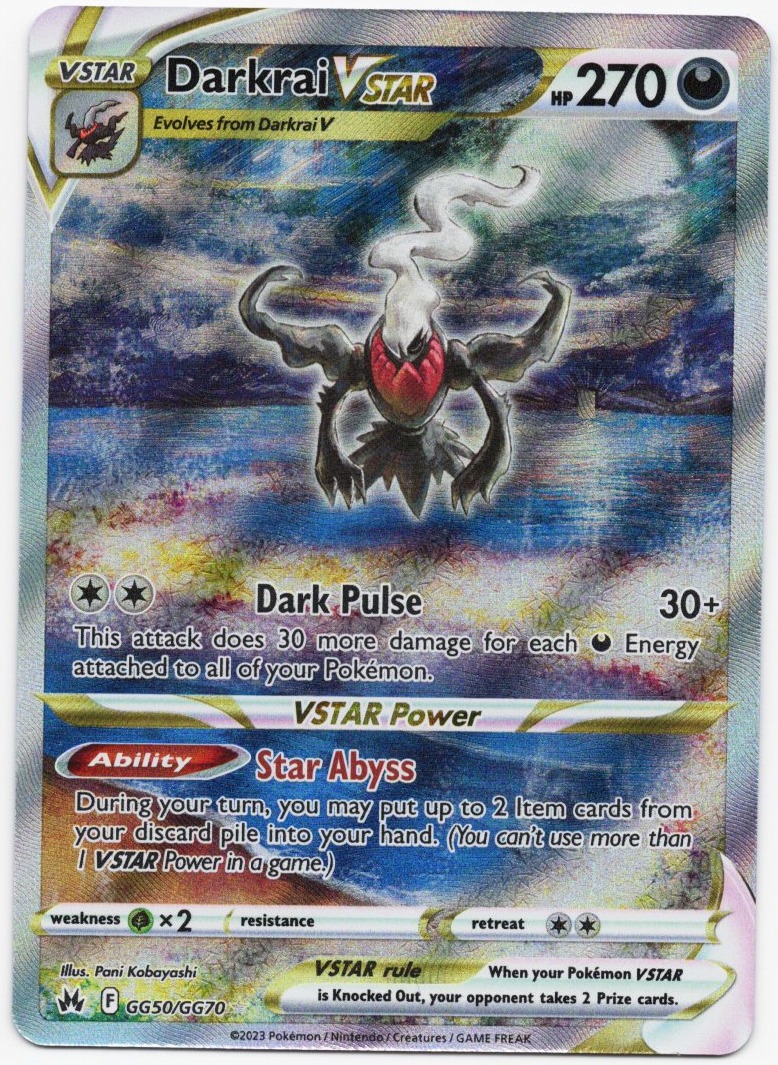 VSTAR
Darkrai VSTAR
HP 270
Evolves from Darkrai V
Dark Pulse 30+
This attack does 30 more damage for each Energy
attached to all of your Pokémon.
VSTAR Power
Ability Star Abyss
During your turn, you may put up to 2 Item cards from
your discard pile into your hand. (You can't use more than
1 VSTAR Power in a game.)
weakness ×2 resistance retreat
Illus. Pani Kobayashi
F GG50/GG70
VSTAR rule When your Pokémon VSTAR
is Knocked Out, your opponent takes 2 Prize cards.
©2023 Pokémon / Nintendo / Creatures / GAME FREAK